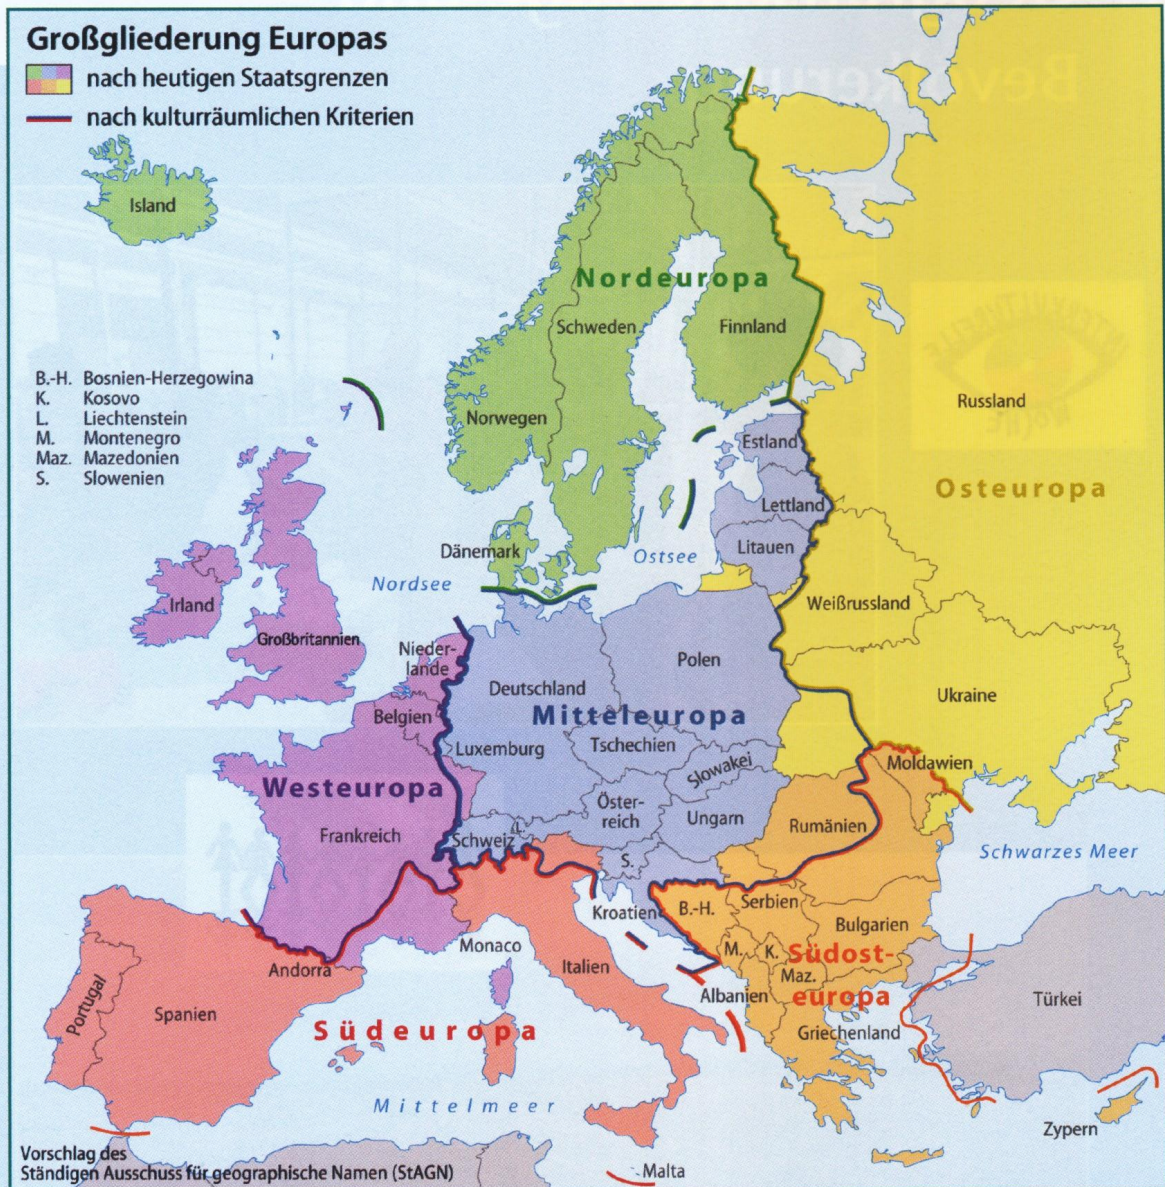 Großgliederung Europas
nach heutigen Staatsgrenzen
nach kulturräumlichen Kriterien
Island
Nordeuropa
Schweden
Finnland
B.-H. Bosnien-Herzegowina
K. Kosovo
L. Liechtenstein
M. Montenegro
Maz. Mazedonien
S. Slowenien
Norwegen
Russland
Estland
Osteuropa
Lettland
Dänemark
Ostsee
Litauen
Nordsee
Irland
Weißrussland
Großbritannien
Nieder-
lande
Polen
Deutschland
Ukraine
Belgien
Mitteleuropa
Luxemburg
Tschechien
Slowakei
Moldawien
Westeuropa
Öster-
reich
Ungarn
Rumänien
Frankreich
Schweiz
L.
S.
Schwarzes Meer
Kroatien
B.-H.
Serbien
Bulgarien
Monaco
Italien
M.
K.
Südost-
europa
Maz.
Andorra
Albanien
Türkei
Portugal
Spanien
Südeuropa
Griechenland
Mittelmeer
Zypern
Vorschlag des
Ständigen Ausschuss für geographische Namen (StAGN)
Malta